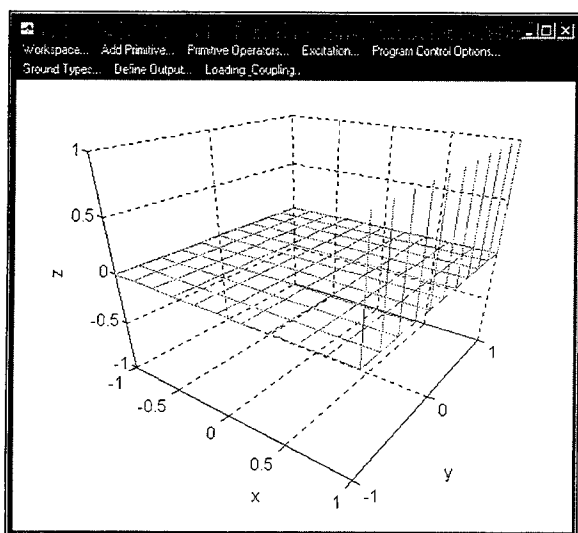 Workspace... Add Primitive... Primitive Operators... Excitation... Program Control Options...
Ground Types... Define Output... Loading_Coupling..
1
0.5
0
-0.5
-1
z
-1
-0.5
0
0.5
1
x
-1
0
1
y